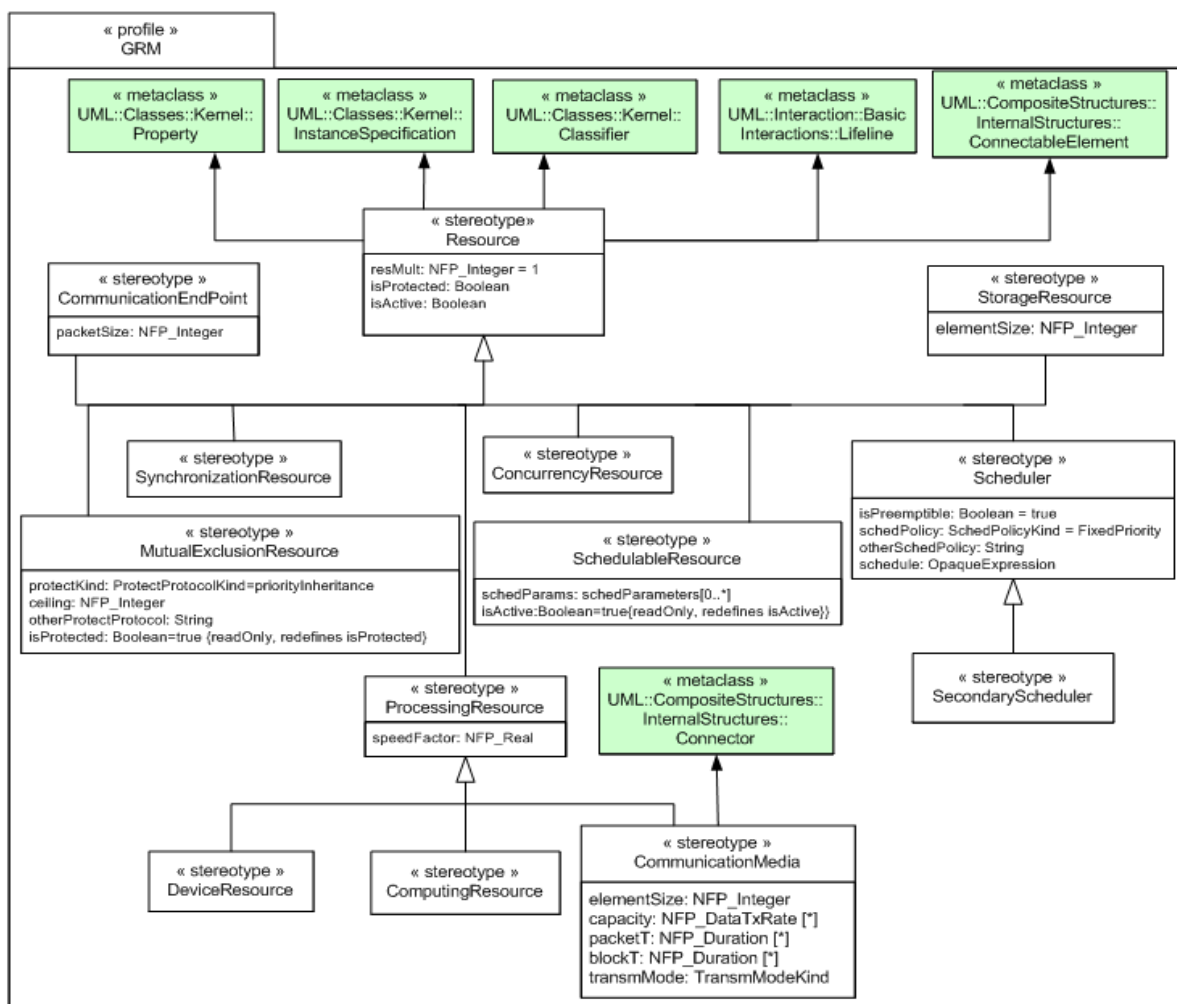 « profile »
GRM
« metaclass »
UML::Classes::Kernel::
Property
« metaclass »
UML::Classes::Kernel::
InstanceSpecification
« metaclass »
UML::Classes::Kernel::
Classifier
« metaclass »
UML::Interaction::Basic
Interactions::Lifeline
« metaclass »
UML::CompositeStructures::
InternalStructures::
ConnectableElement
« stereotype»
Resource
resMult: NFP_Integer = 1
isProtected: Boolean
isActive: Boolean
« stereotype »
CommunicationEndPoint
packetSize: NFP_Integer
« stereotype »
StorageResource
elementSize: NFP_Integer
« stereotype »
SynchronizationResource
« stereotype »
ConcurrencyResource
« stereotype »
Scheduler
isPreemptible: Boolean = true
schedPolicy: SchedPolicyKind = FixedPriority
otherSchedPolicy: String
schedule: OpaqueExpression
« stereotype »
MutualExclusionResource
protectKind: ProtectProtocolKind=priorityInheritance
ceiling: NFP_Integer
otherProtectProtocol: String
isProtected: Boolean=true {readOnly, redefines isProtected}
« stereotype »
SchedulableResource
schedParams: schedParameters[0..*]
isActive:Boolean=true{readOnly, redefines isActive}}
« stereotype »
SecondaryScheduler
« stereotype »
ProcessingResource
speedFactor: NFP_Real
« metaclass »
UML::CompositeStructures::
InternalStructures::
Connector
« stereotype »
DeviceResource
« stereotype »
ComputingResource
« stereotype »
CommunicationMedia
elementSize: NFP_Integer
capacity: NFP_DataTxRate [*]
packetT: NFP_Duration [*]
blockT: NFP_Duration [*]
transmMode: TransmModeKind